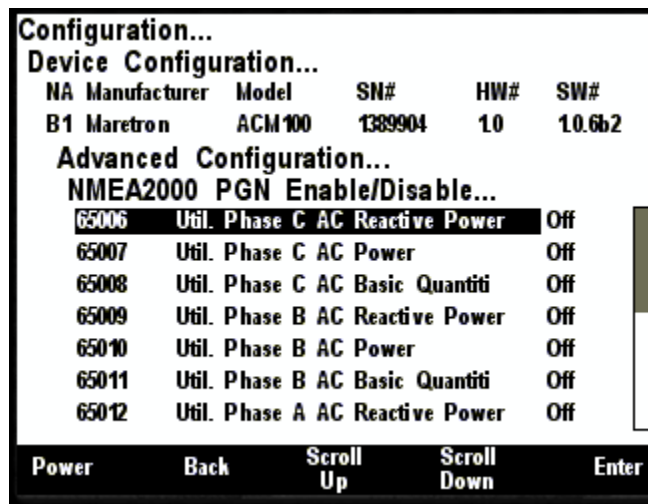 Configuration...
Device Configuration...
NA Manufacturer Model SN# HW# SW#
B1 Maretron ACM100 1389904 1.0 1.0.6b2
Advanced Configuration...
NMEA2000 PGN Enable/Disable...
65006 Util. Phase C AC Reactive Power Off
65007 Util. Phase C AC Power Off
65008 Util. Phase C AC Basic Quantiti Off
65009 Util. Phase B AC Reactive Power Off
65010 Util. Phase B AC Power Off
65011 Util. Phase B AC Basic Quantiti Off
65012 Util. Phase A AC Reactive Power Off
Power Back Scroll Up Scroll Down Enter